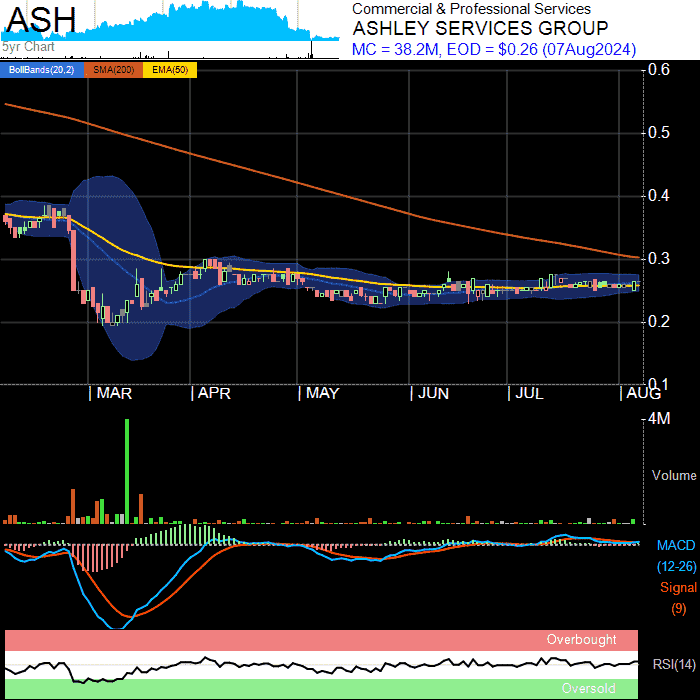 ASH
5yr Chart
Commercial & Professional Services
ASHLEY SERVICES GROUP
MC = 38.2M, EOD = $0.26 (07Aug2024)
BollBands(20,2) SMA(200) EMA(50)
0.6
0.5
0.4
0.3
0.2
0.1
MAR APR MAY JUN JUL AUG
4M
Volume
MACD
(12-26)
Signal
(9)
Overbought
RSI(14)
Oversold